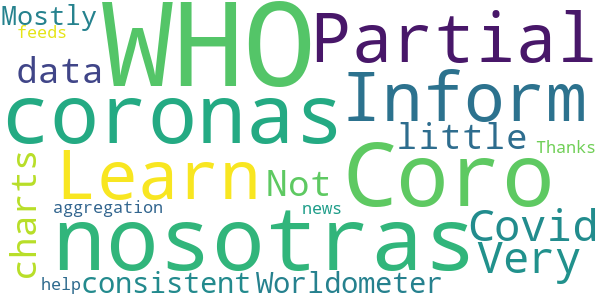 Mostly
feeds
WHO
Partial
data
Inform
coronas
little
charts
Learn
Not
Coro
Thanks
aggregation
news
nosotras
Covid
Very
help
consistent
Worldometer